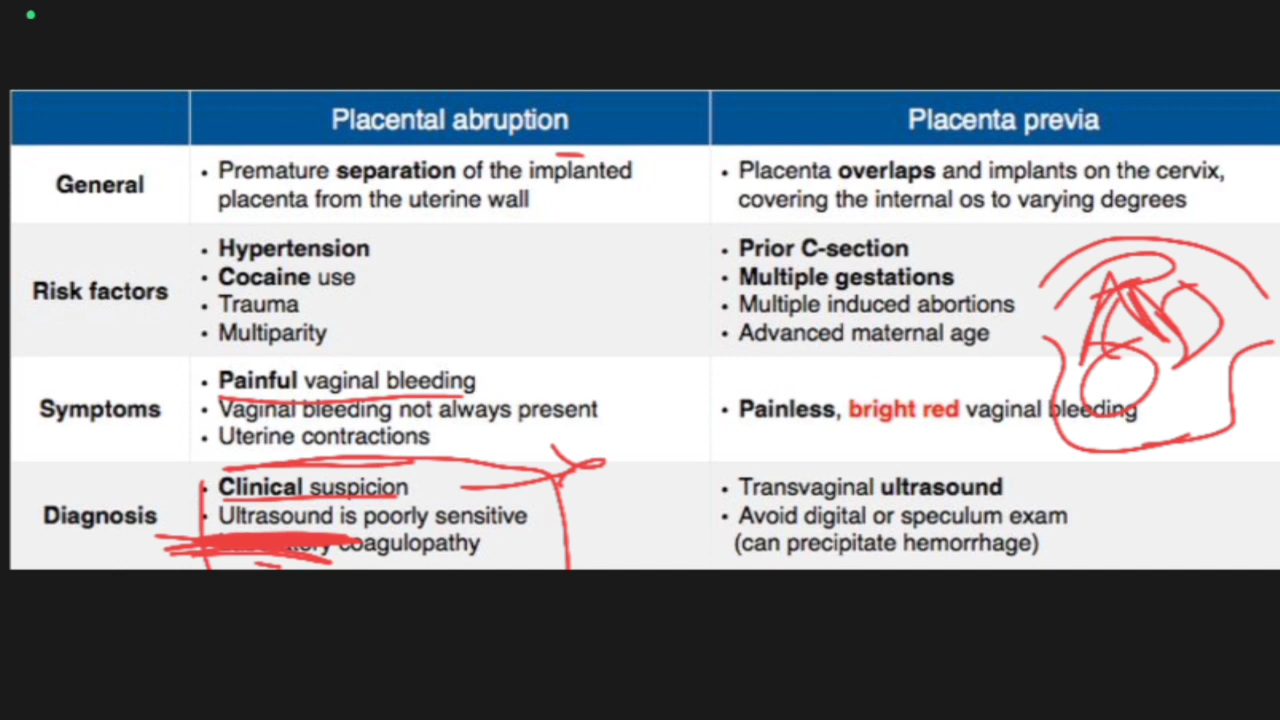 Placental abruption
Placenta previa
General
• Premature separation of the implanted
placenta from the uterine wall
• Placenta overlaps and implants on the cervix,
covering the internal os to varying degrees
Risk factors
• Hypertension
• Cocaine use
• Trauma
• Multiparity
• Prior C-section
• Multiple gestations
• Multiple induced abortions
• Advanced maternal age
Symptoms
• Painful vaginal bleeding
• Vaginal bleeding not always present
• Uterine contractions
• Painless, bright red vaginal bleeding
Diagnosis
• Clinical suspicion
• Ultrasound is poorly sensitive
coagulopathy
• Transvaginal ultrasound
• Avoid digital or speculum exam
(can precipitate hemorrhage)